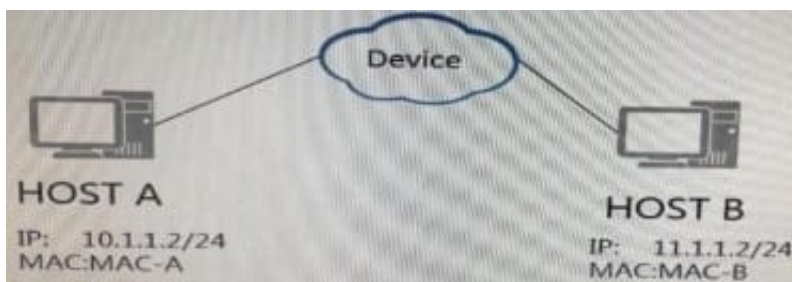 Device
HOST A
IP: 10.1.1.2/24
MAC:MAC-A
HOST B
IP: 11.1.1.2/24
MAC:MAC-B